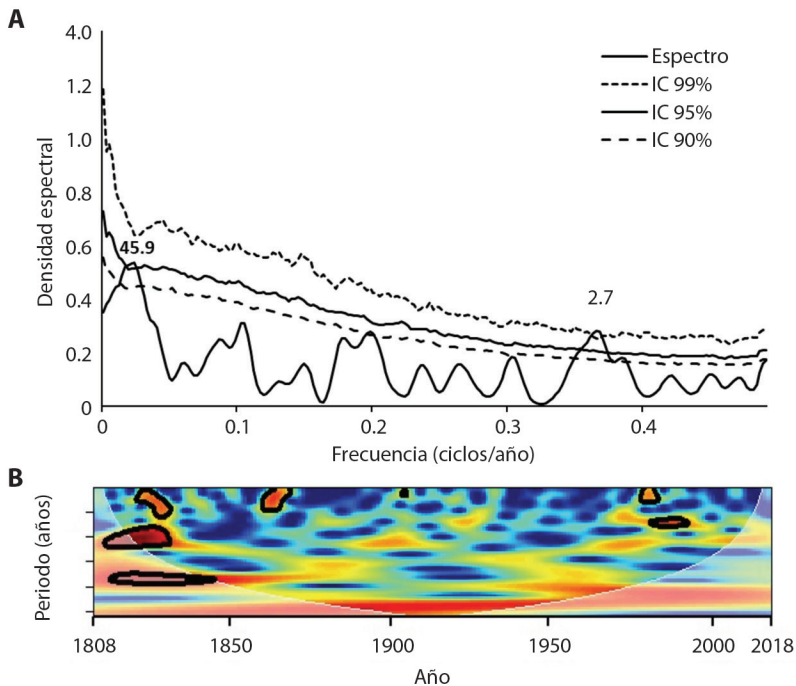 A
4.0
1.2
1.0
0.8
0.6
0.4
0.2
0
Densidad espectral
Espectro
IC 99%
IC 95%
IC 90%
45.9
2.7
0
0.1
0.2
0.3
0.4
Frecuencia (ciclos/año)
B
Periodo (años)
1808
1850
1900
1950
2000
2018
Año